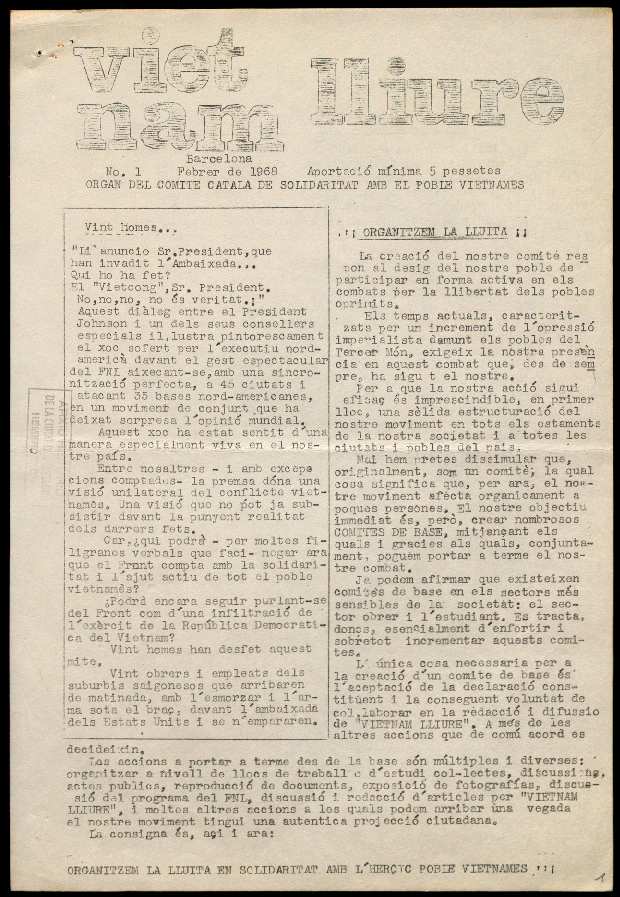 viet nam lliure
Barcelona
No. 1 Febrer de 1968 Aportació mínima 5 pessetes
ORGAN DEL COMITE CATALA DE SOLIDARITAT AMB EL POBLE VIETNAMES
Vint homes...
"Li anuncio Sr.President,que
han invadit l'Ambaixada...
Qui ho ha fet?
El "Vietcong",Sr. President.
No,no,no, no és veritat.¡"
Aquest diàleg entre el President
Johnson i un dels seus consellers
especials il,lustra pintorescament
el xoc sofert per l'executiu nord-
americà davant el gest espectacular
del FNL aixecant-se,amb una sincro-
nització perfecta, a 45 ciutats i
atacant 35 bases nord-americanes,
en un moviment de conjunt que ha
deixat sorpresa l'opinió mundial.
Aquest xoc ha estat sentit d'una
manera especialment viva en el nos-
tre país.
Entre nosaltres - i amb excep
cions comptades- la premsa dóna una
visió unilateral del conflicte viet-
namès. Una visió que no pot ja sub-
sistir davant la punyent realitat
dels darrers fets.
Car,¿qui podrà - per moltes fi-
ligranes verbals que faci- negar ara
que el Front compta amb la solidari-
tat i l'ajut actiu de tot el poble
vietnamès?
¿Podrà encara seguir parlant-se
del Front com d'una infiltració de
l'exèrcit de la República Democrati-
ca del Vietnam?
Vint homes han desfet aquest
mite.
Vint obrers i empleats dels
suburbis saigonesos que arribaren
de matinada, amb l'esmorzar i l'ar-
ma sota el braç, davant l'ambaixada
dels Estats Units i se n'empararen.
¡¡ ORGANITZEM LA LLUITA ¡¡
La creació del nostre comitè res
pon al desig del nostre poble de
participar en forma activa en els
combats per la llibertat dels pobles
oprimits.
Els temps actuals, caracterit-
zats per un increment de l'opressió
imperialista damunt els pobles del
Tercer Món, exigeix la nostra presèn
cia en aquest combat que, des de sem
pre, ha sigut el nostre.
Per a que la nostra acció sigui
eficaç és imprescindible, en primer
lloc, una sòlida estructuració del
nostre moviment en tots els estaments
de la nostra societat i a totes les
ciutats i pobles del país.
Mal hem pretes dissimular que,
originalment, som un comitè, la qual
cosa significa que, per ara, el nos-
tre moviment afecta organicament a
poques persones. El nostre objectiu
immediat és, però, crear nombrosos
COMITES DE BASE, mitjançant els
quals i gracies als quals, conjunta-
ment, poguem portar a terme el nos-
tre combat.
Ja podem afirmar que existeixen
comitès de base en els sectors més
sensibles de la societat: el sec-
tor obrer i l'estudiant. Es tracta,
doncs, esencialment d'enfortir i
sobretot incrementar aquests comi-
tes.
L'única cosa necessaria per a
la creació d'un comite de base és
l'aceptació de la declaració cons-
tituent i la consegüent voluntat de
col,laborar en la redacció i difussio
de "VIETNAM LLIURE". A mès de les
altres accions que de comú acord es
decideixin.
Les accions a portar a terme des de la base són múltiples i diverses:
organitzar a nivell de llocs de treball o d'estudi col-lectes, discussions,
actes publics, reproducció de documents, exposició de fotografies, discus-
sió del programa del FNL, discussió i redacció d'articles per "VIETNAM
LLIURE", i moltes altres accions a les quals podem arribar una vegada
el nostre moviment tingui una autentica projecció ciutadana.
La consigna és, açi i ara:
ORGANITZEM LA LLUITA EN SOLIDARITAT AMB L'HEROIC POBLE VIETNAMES ¡¡¡
1